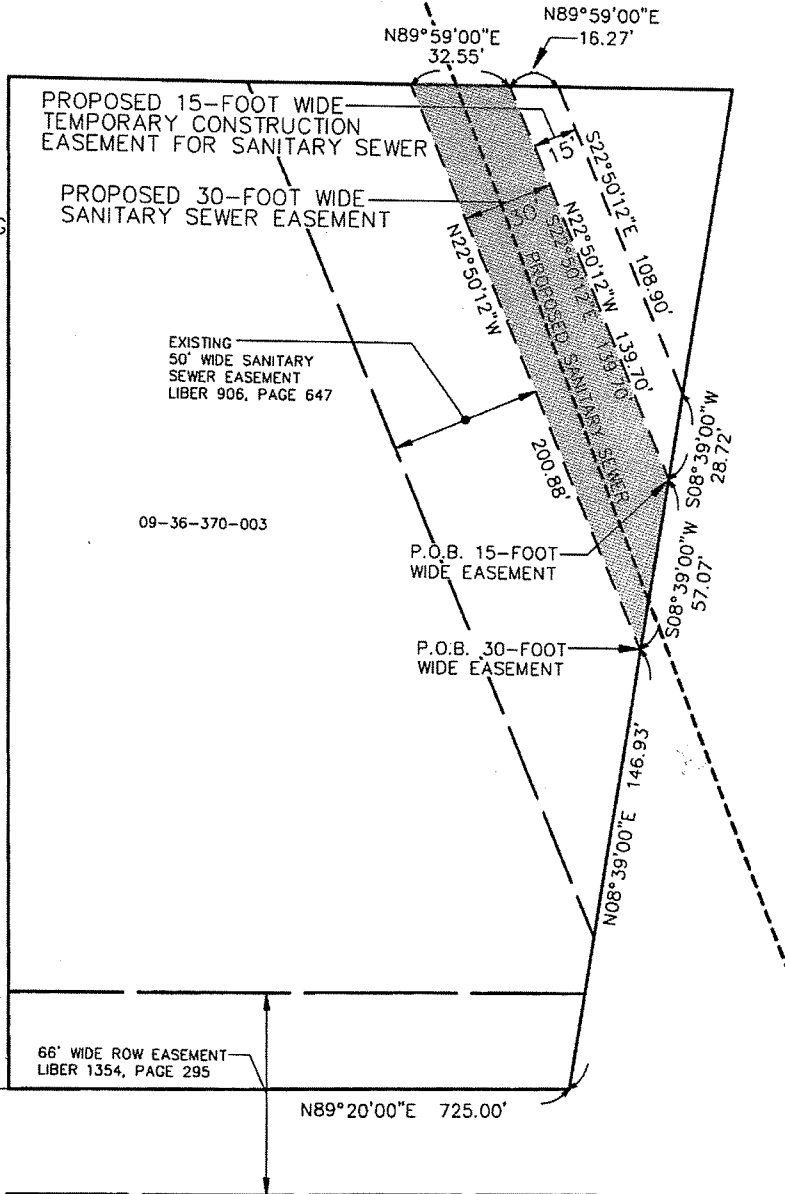 N89°59'00"E
32.55'
N89°59'00"E
16.27'
PROPOSED 15-FOOT WIDE
TEMPORARY CONSTRUCTION
EASEMENT FOR SANITARY SEWER
15'
S22°50'12"E 108.90'
PROPOSED 30-FOOT WIDE
SANITARY SEWER EASEMENT
30'
N22°50'12"W 139.70'
S22°50'12"E 139.70'
PROPOSED SANITARY SEWER
N22°50'12"W
200.88'
EXISTING
50' WIDE SANITARY
SEWER EASEMENT
LIBER 906, PAGE 647
S08°39'00"W
28.72'
09-36-370-003
P.O.B. 15-FOOT
WIDE EASEMENT
S08°39'00"W
57.07'
P.O.B. 30-FOOT
WIDE EASEMENT
N08°39'00"E 146.93'
66' WIDE ROW EASEMENT
LIBER 1354, PAGE 295
N89°20'00"E 725.00'